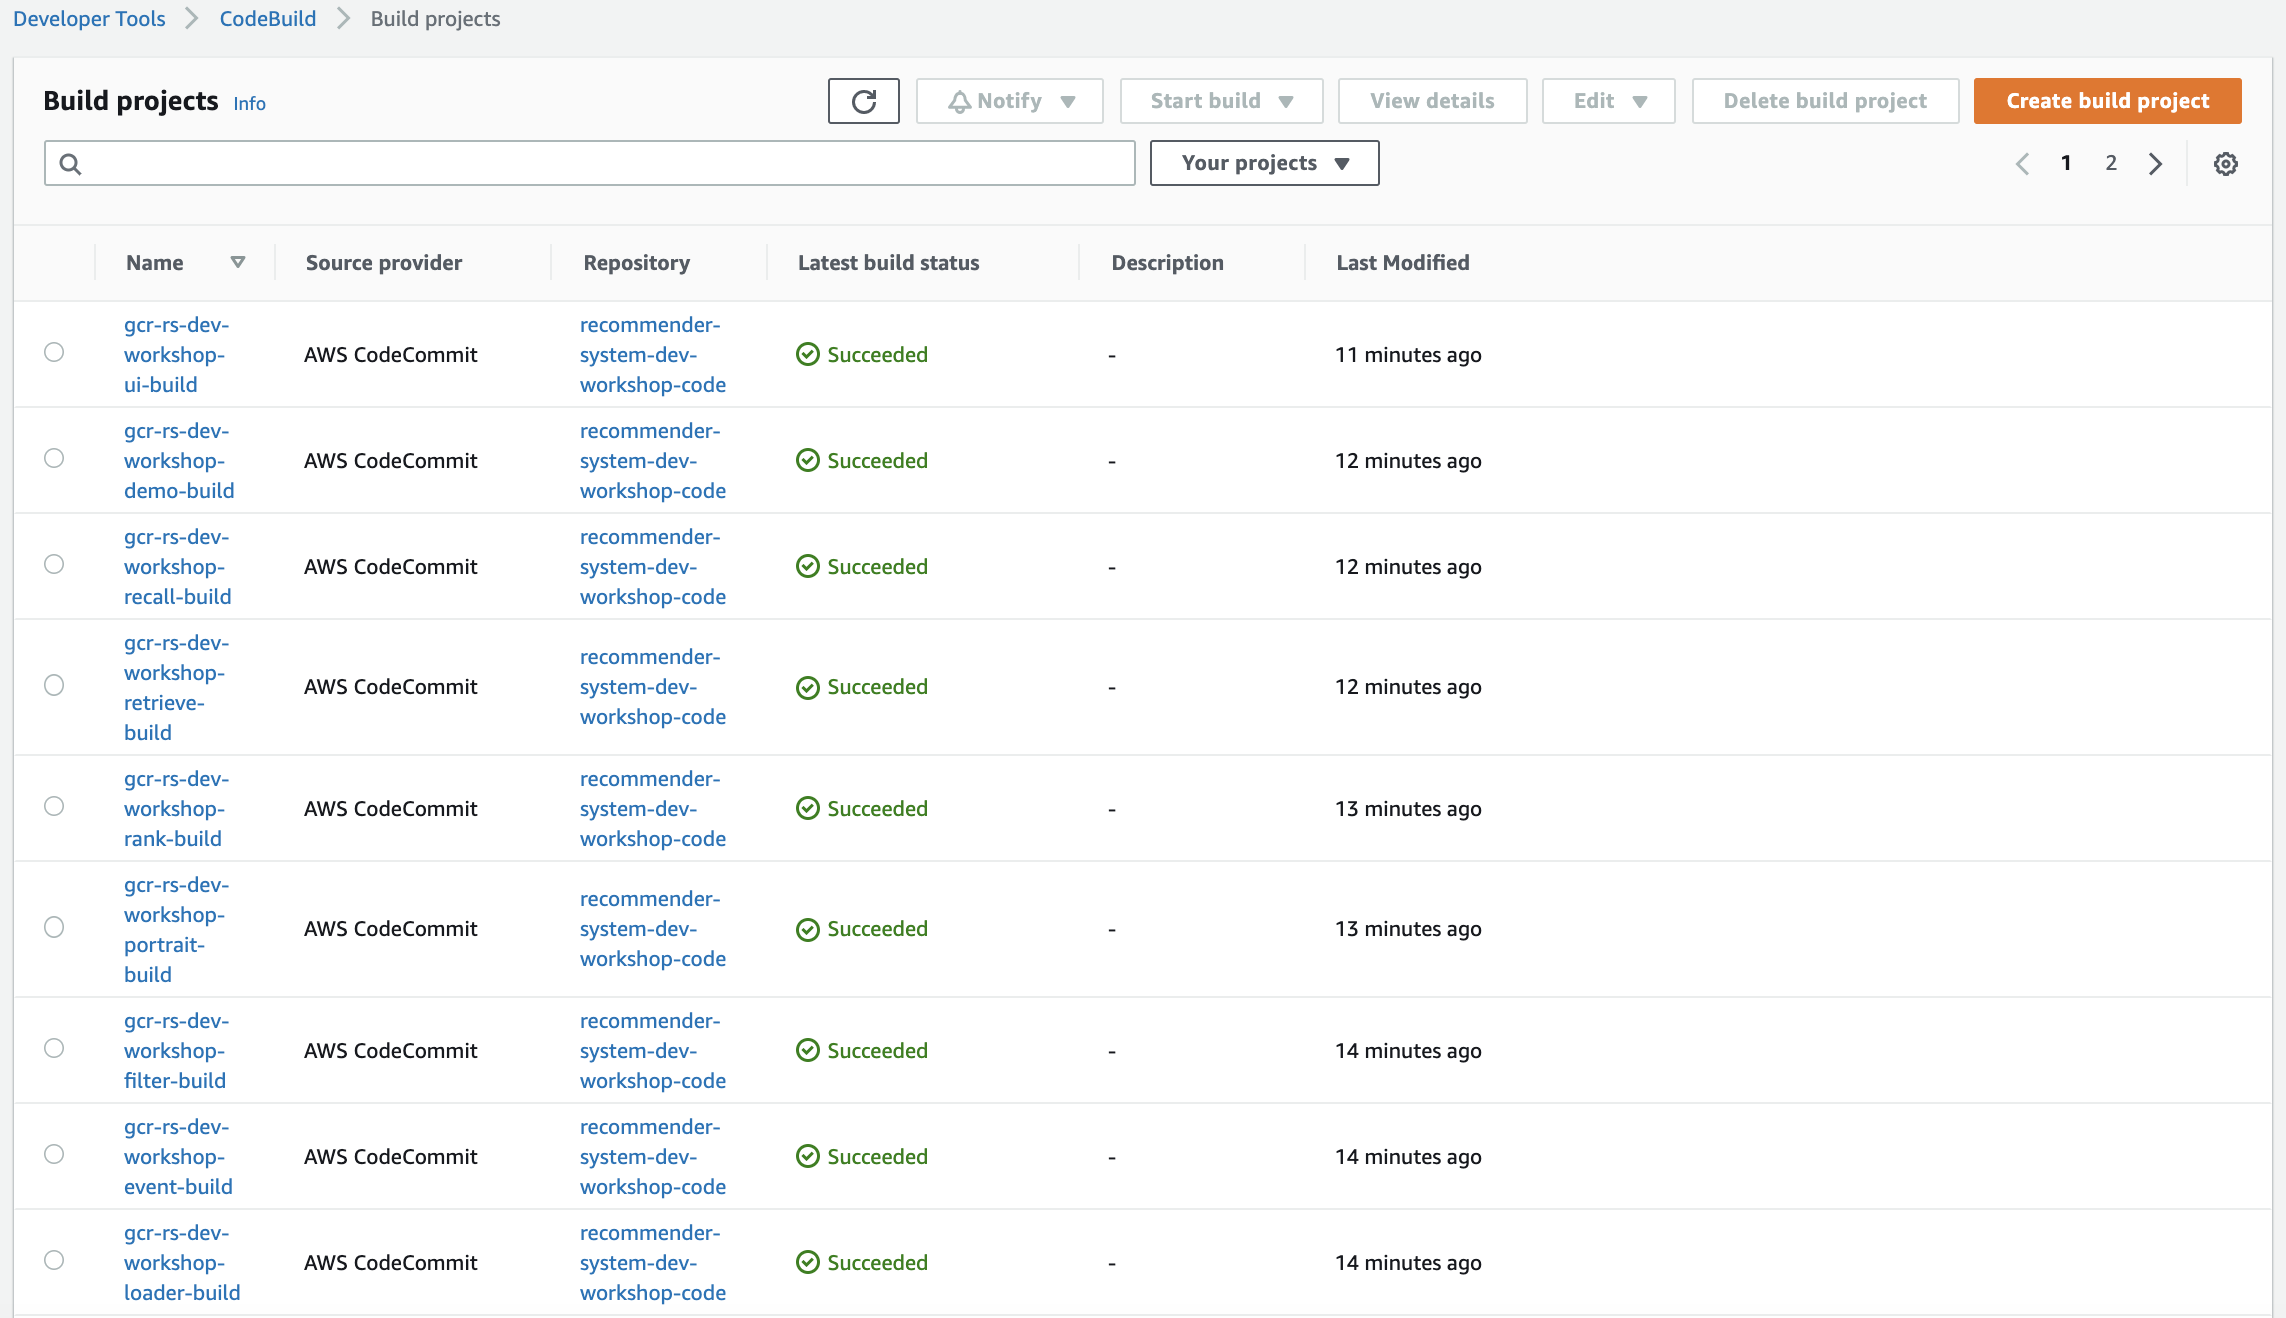 Developer Tools > CodeBuild > Build projects
Build projects Info
Notify Start build View details Edit Delete build project Create build project
Your projects 1 2
Name Source provider Repository Latest build status Description Last Modified
gcr-rs-dev-
workshop-
ui-build
AWS CodeCommit
recommender-
system-dev-
workshop-code
Succeeded
-
11 minutes ago
gcr-rs-dev-
workshop-
demo-build
AWS CodeCommit
recommender-
system-dev-
workshop-code
Succeeded
-
12 minutes ago
gcr-rs-dev-
workshop-
recall-build
AWS CodeCommit
recommender-
system-dev-
workshop-code
Succeeded
-
12 minutes ago
gcr-rs-dev-
workshop-
retrieve-
build
AWS CodeCommit
recommender-
system-dev-
workshop-code
Succeeded
-
12 minutes ago
gcr-rs-dev-
workshop-
rank-build
AWS CodeCommit
recommender-
system-dev-
workshop-code
Succeeded
-
13 minutes ago
gcr-rs-dev-
workshop-
portrait-
build
AWS CodeCommit
recommender-
system-dev-
workshop-code
Succeeded
-
13 minutes ago
gcr-rs-dev-
workshop-
filter-build
AWS CodeCommit
recommender-
system-dev-
workshop-code
Succeeded
-
14 minutes ago
gcr-rs-dev-
workshop-
event-build
AWS CodeCommit
recommender-
system-dev-
workshop-code
Succeeded
-
14 minutes ago
gcr-rs-dev-
workshop-
loader-build
AWS CodeCommit
recommender-
system-dev-
workshop-code
Succeeded
-
14 minutes ago